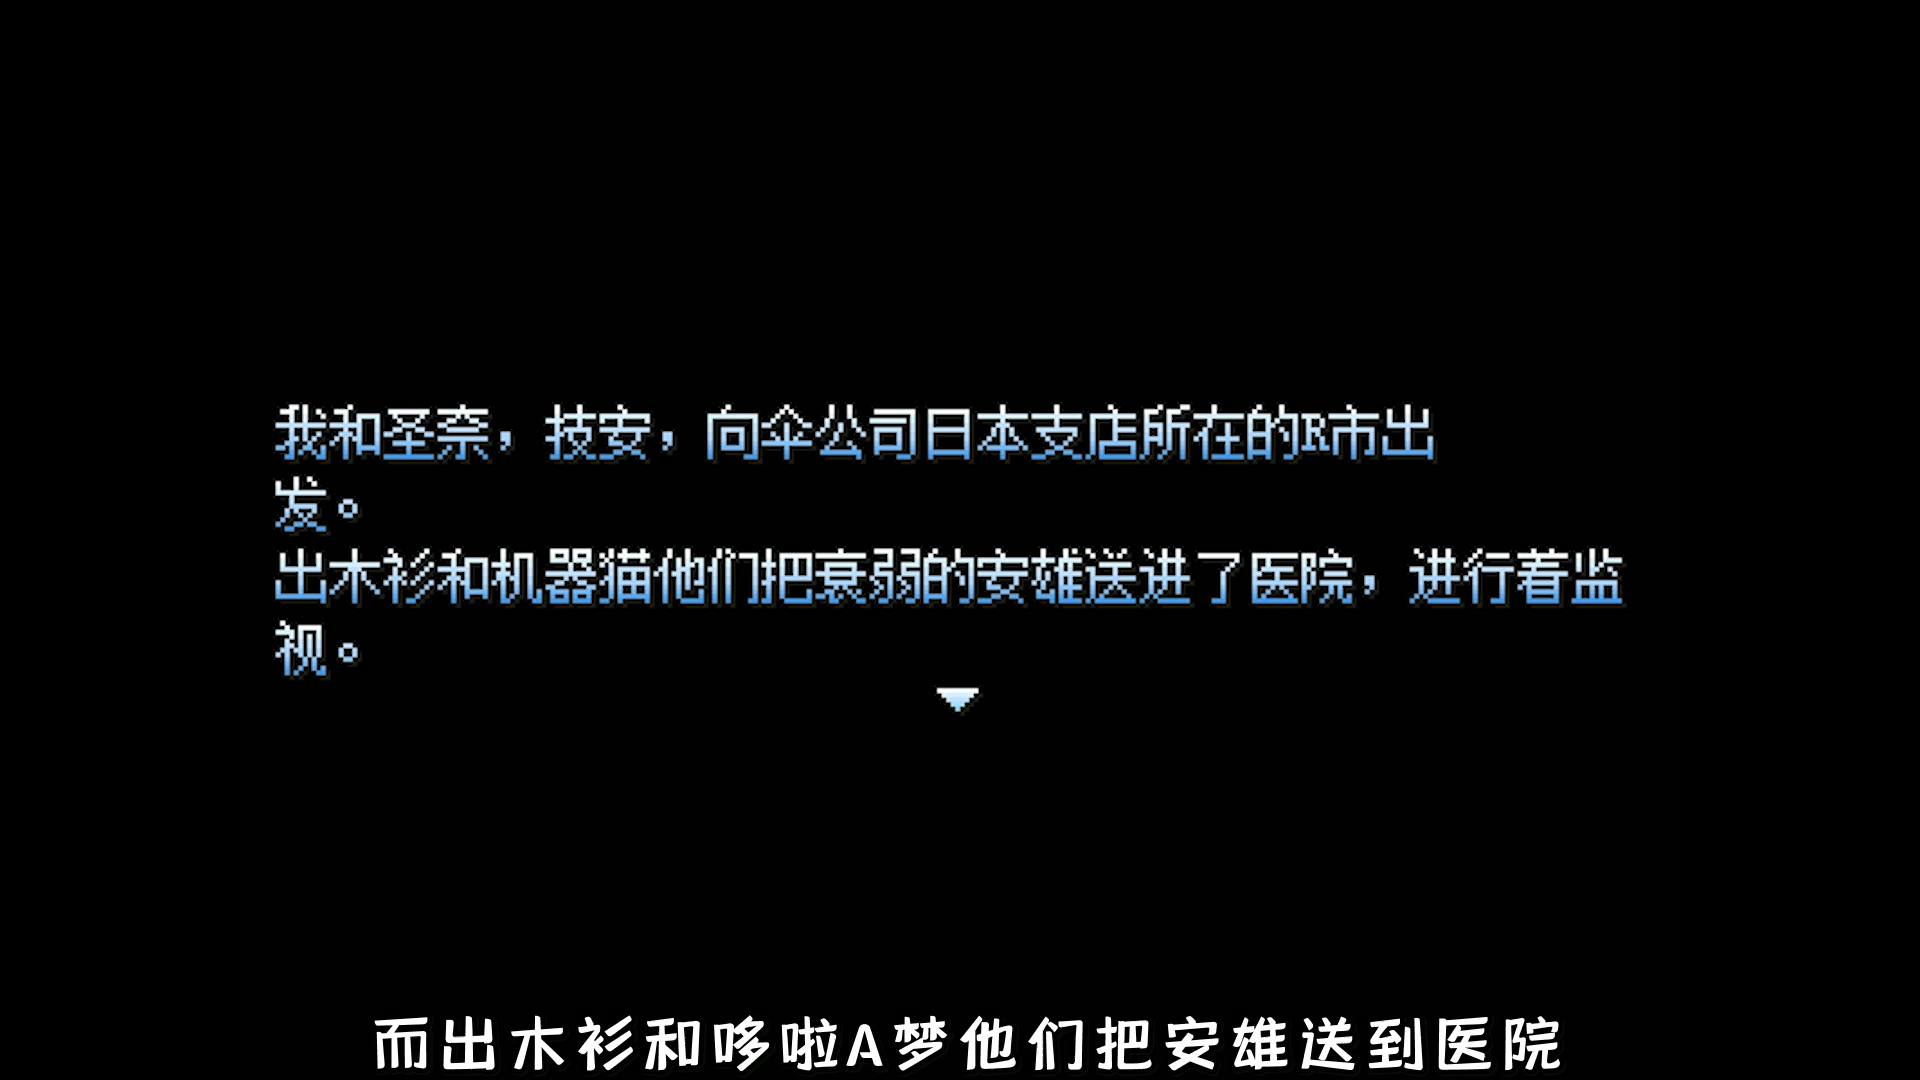 我和圣奈，技安，向伞公司日本支店所在的R市出
发。
出木衫和机器猫他们把衰弱的安雄送进了医院，进行着监
视。
而出木衫和哆啦A梦他们把安雄送到医院